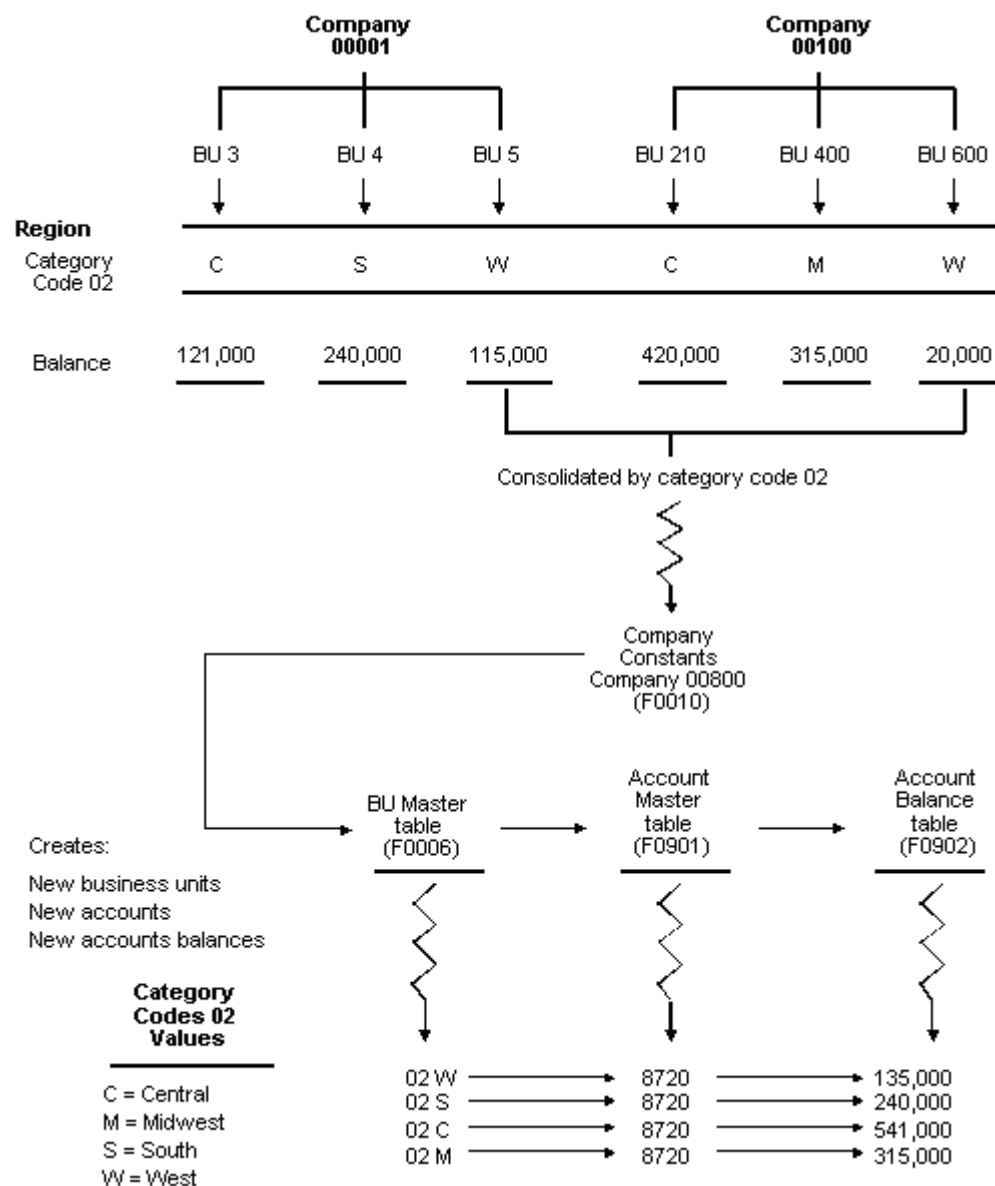 Company
00001
Company
00100
BU 3
BU 4
BU 5
BU 210
BU 400
BU 600
Region
Category
Code 02
C
S
W
C
M
W
Balance
121,000
240,000
115,000
420,000
315,000
20,000
Consolidated by category code 02
Company
Constants
Company 00800
(F0010)
BU Master
table
(F0006)
Account
Master
table
(F0901)
Account
Balance
table
(F0902)
Creates:
New business units
New accounts
New accounts balances
Category
Codes 02
Values
C = Central
M = Midwest
S = South
W = West
02 W 8720 135,000
02 S 8720 240,000
02 C 8720 541,000
02 M 8720 315,000